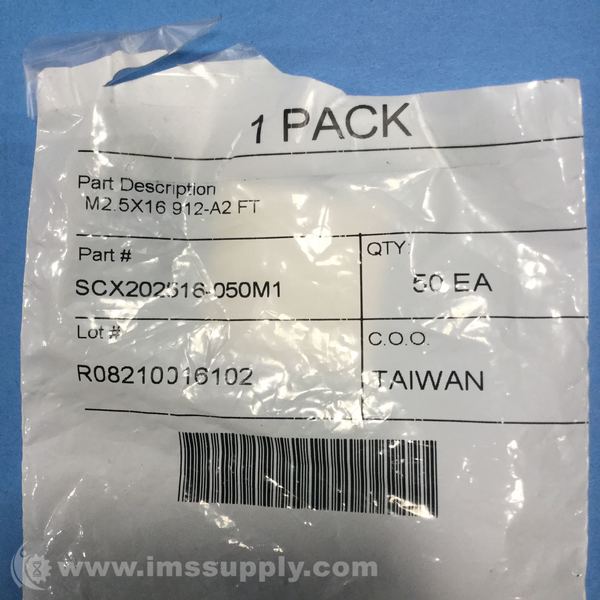 1 PACK
Part Description
M2.5X16 912-A2 FT
Part #
QTY
SCX202516-050M1
50 EA
Lot #
C.O.O.
R08210016102
TAIWAN
www.imssupply.com